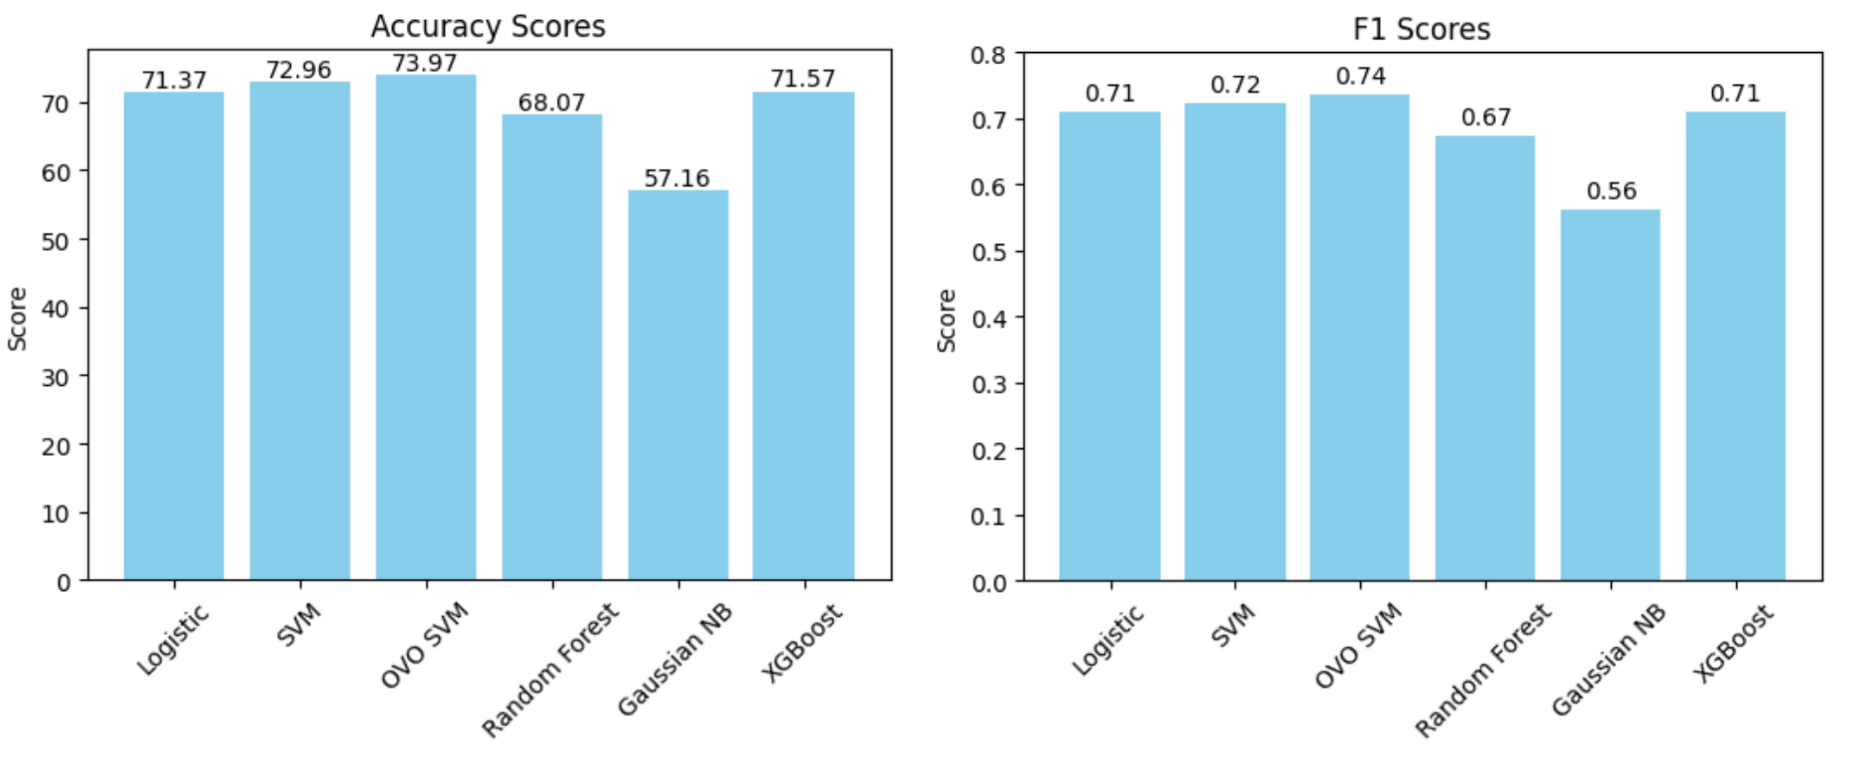 Accuracy Scores
71.37
72.96
73.97
68.07
57.16
71.57
70
60
50
40
30
20
10
0
Score
Logistic
SVM
OVO SVM
Random Forest
Gaussian NB
XGBoost
F1 Scores
0.71
0.72
0.74
0.67
0.56
0.71
0.8
0.7
0.6
0.5
0.4
0.3
0.2
0.1
0.0
Score
Logistic
SVM
OVO SVM
Random Forest
Gaussian NB
XGBoost